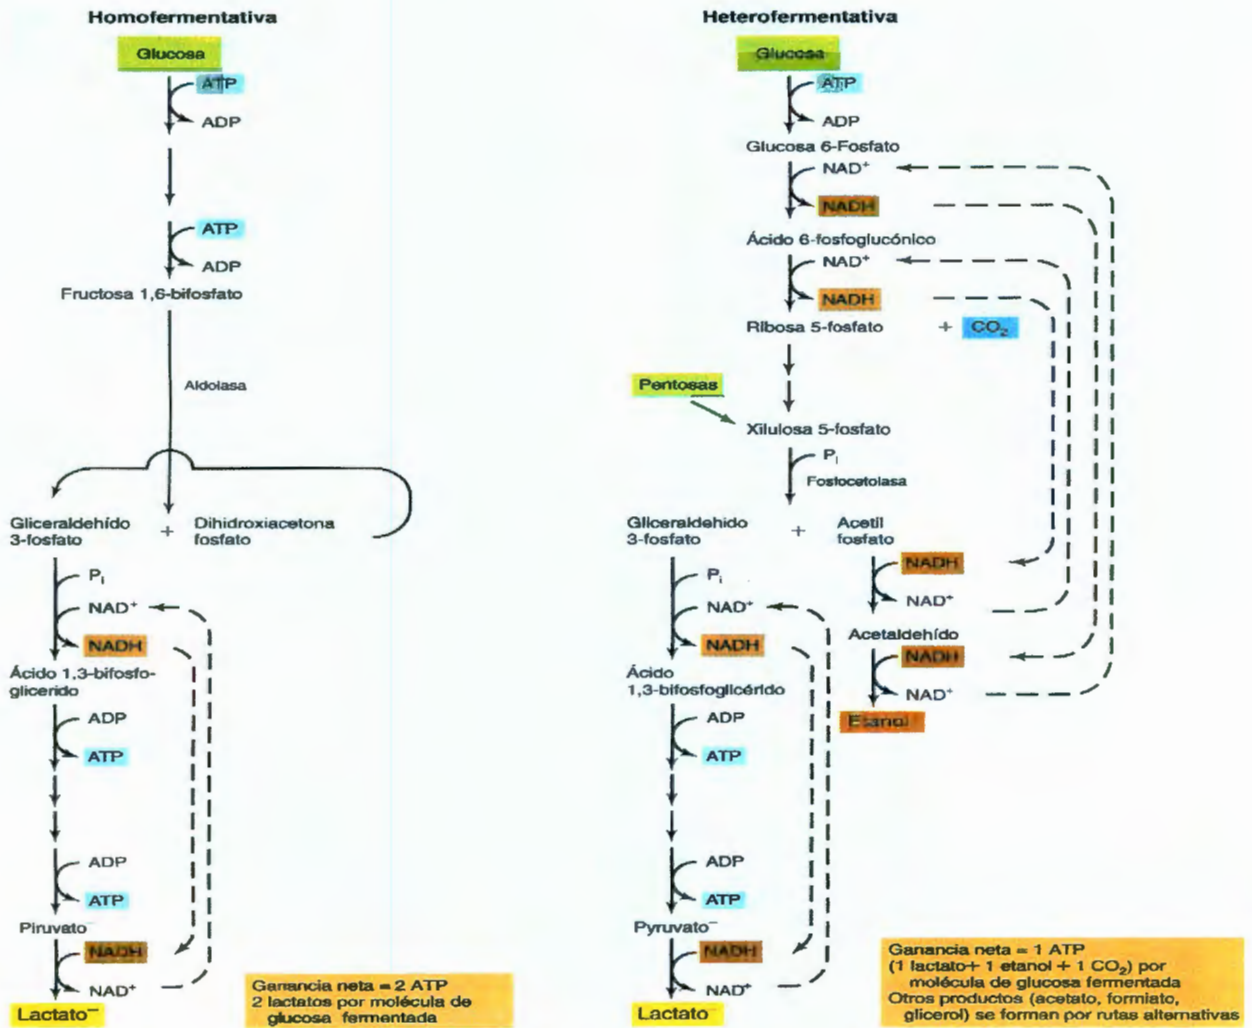 Homofermentativa
Glucosa
ATP
ADP
ATP
ADP
Fructosa 1,6-bifosfato
Aldolasa
Gliceraldehído
3-fosfato
+
Dihidroxiacetona
fosfato
Pi
NAD+
NADH
Ácido 1,3-bifosfo-
glicerido
ADP
ATP
ADP
ATP
Piruvato−
NADH
NAD+
Lactato−
Ganancia neta = 2 ATP
2 lactatos por molécula de
glucosa fermentada
Heterofermentativa
Glucosa
ATP
ADP
Glucosa 6-Fosfato
NAD+
NADH
Ácido 6-fosfoglucónico
NAD+
NADH
Ribosa 5-fosfato + CO2
Pentosas
Xilulosa 5-fosfato
Pi
Fostocetolasa
Gliceraldehido
3-fosfato
+
Acetil
fosfato
NADH
NAD+
Acetaldehído
NADH
NAD+
Etanol
Pi
NAD+
NADH
Ácido
1,3-bifosfoglicérido
ADP
ATP
ADP
ATP
Pyruvato−
NADH
NAD+
Lactato−
Ganancia neta = 1 ATP
(1 lactato+ 1 etanol + 1 CO2) por
molécula de glucosa fermentada
Otros productos (acetato, formiato,
glicerol) se forman por rutas alternativas